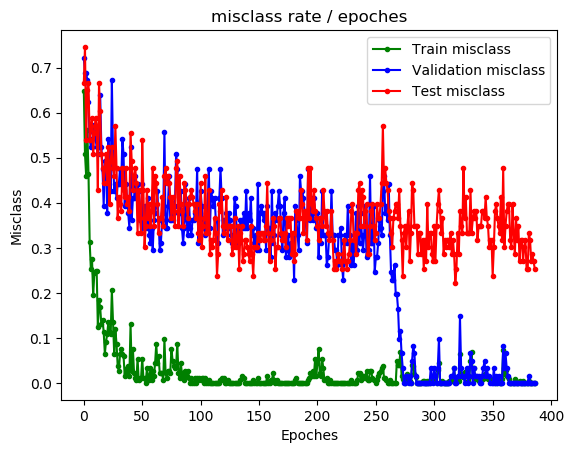 misclass rate / epoches
Train misclass
Validation misclass
Test misclass
Misclass
0.7
0.6
0.5
0.4
0.3
0.2
0.1
0.0
0 50 100 150 200 250 300 350 400
Epoches